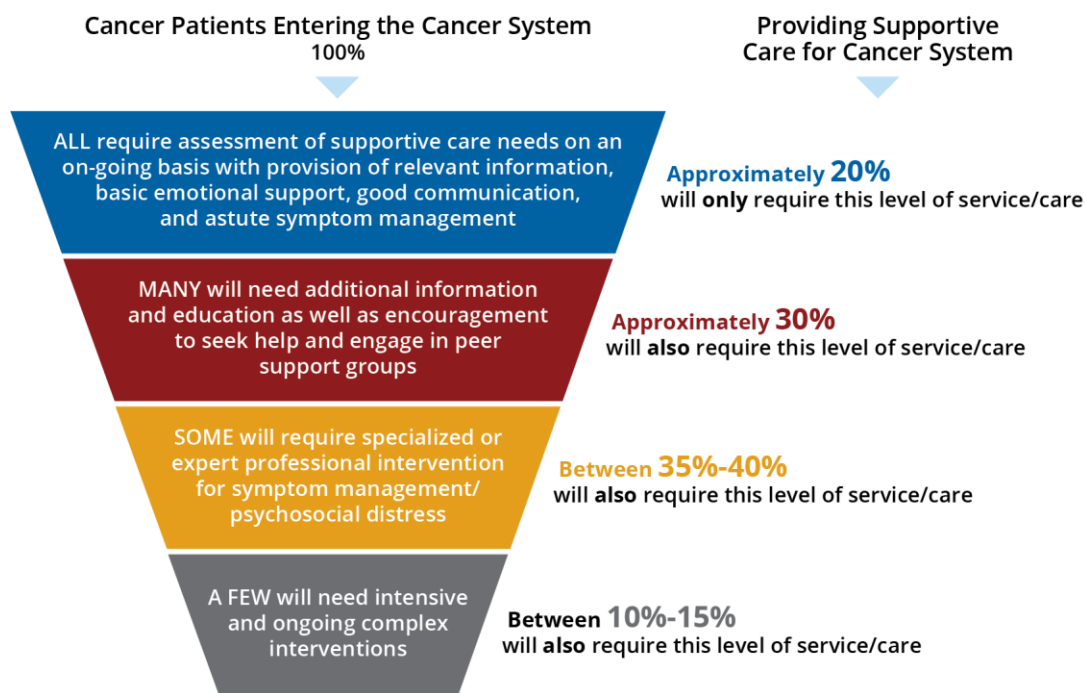 Cancer Patients Entering the Cancer System
100%
Providing Supportive
Care for Cancer System
ALL require assessment of supportive care needs on an
on-going basis with provision of relevant information,
basic emotional support, good communication,
and astute symptom management
Approximately 20%
will only require this level of service/care
MANY will need additional information
and education as well as encouragement
to seek help and engage in peer
support groups
Approximately 30%
will also require this level of service/care
SOME will require specialized or
expert professional intervention
for symptom management/
psychosocial distress
Between 35%-40%
will also require this level of service/care
A FEW will need intensive
and ongoing complex
interventions
Between 10%-15%
will also require this level of service/care